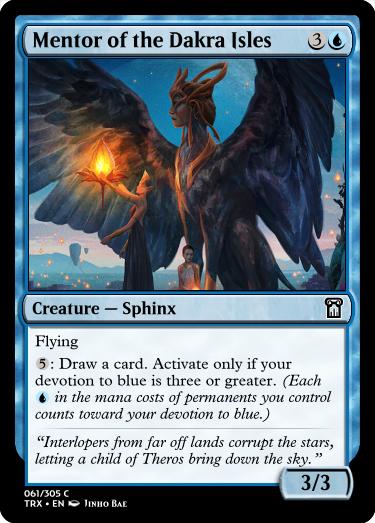 Mentor of the Dakra Isles 3
Creature — Sphinx
Flying
5: Draw a card. Activate only if your
devotion to blue is three or greater. (Each
in the mana costs of permanents you control
counts toward your devotion to blue.)
“Interlopers from far off lands corrupt the stars,
letting a child of Theros bring down the sky.”
3/3
061/305 C
TRX • EN Jinho Bae